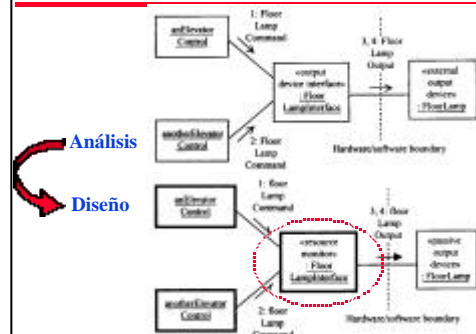 1: Floor
Lamp
Command
anElevator
Control
3, 4: Floor
Lamp
Output
«output
device interface»
: Floor
LampInterface
«external
output
device»
: FloorLamp
anotherElevator
Control
2: Floor
Lamp
Command
Hardware/software boundary
Análisis
Diseño
1: floor
Lamp
Command
anElevator
Control
3, 4: floor
Lamp
Output
«resource
monitor»
: Floor
LampInterface
«passive
output
device»
: FloorLamp
anotherElevator
Control
2: floor
Lamp
Command
Hardware/software boundary